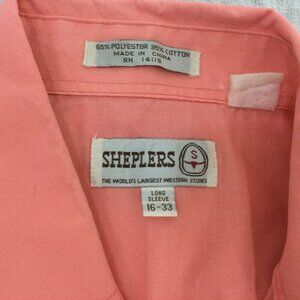 65% POLYESTER 35% COTTON
MADE IN CHINA
RN 14119
SHEPLERS
S
THE WORLD'S LARGEST WESTERN STORES
LONG
SLEEVE
16-33